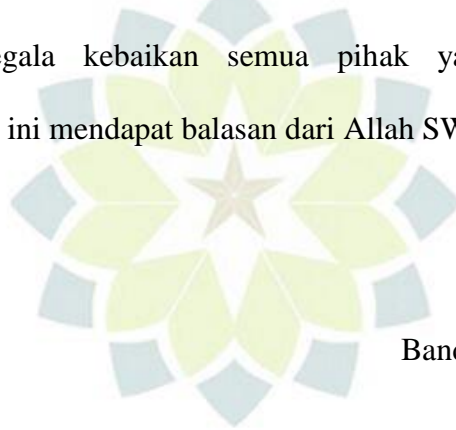 egala kebaikan semua pihak ya
ini mendapat balasan dari Allah SW
Band